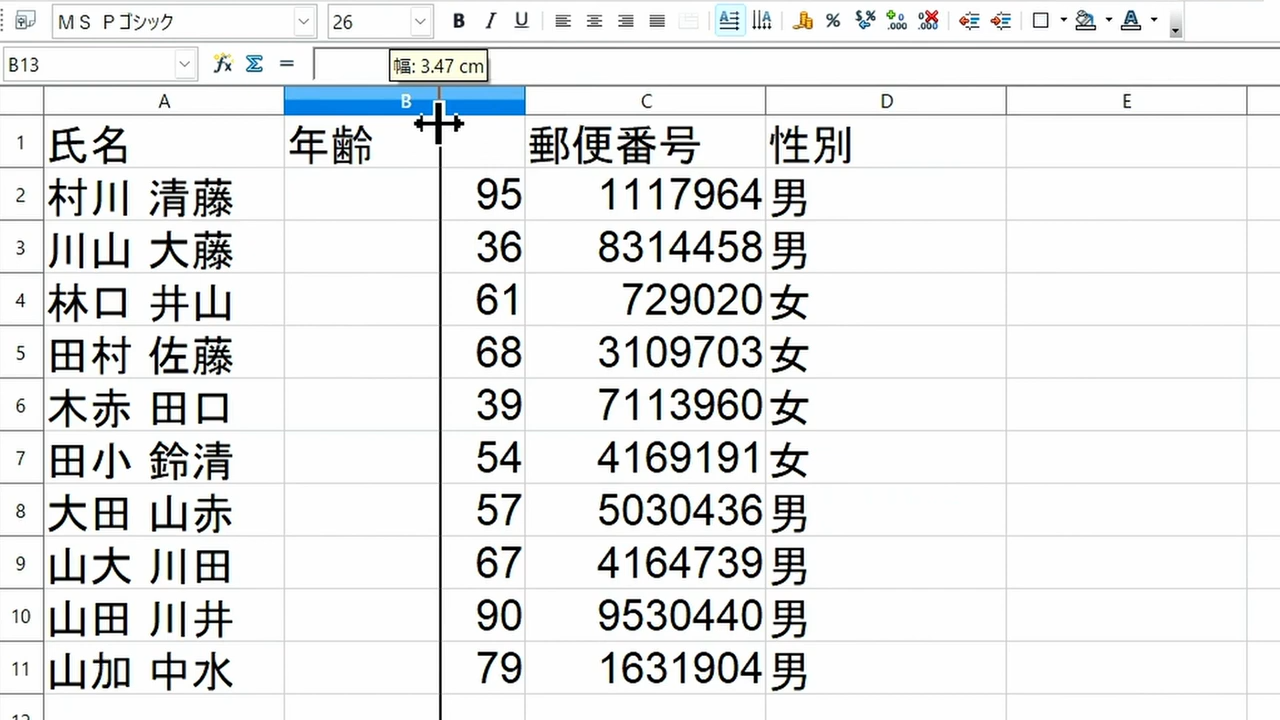 ＭＳ Ｐゴシック 26 B I U
B13 fx Σ = 幅: 3.47 cm
A B C D E
1 氏名 年齢 郵便番号 性別
2 村川 清藤 95 1117964 男
3 川山 大藤 36 8314458 男
4 林口 井山 61 729020 女
5 田村 佐藤 68 3109703 女
6 木赤 田口 39 7113960 女
7 田小 鈴清 54 4169191 女
8 大田 山赤 57 5030436 男
9 山大 川田 67 4164739 男
10 山田 川井 90 9530440 男
11 山加 中水 79 1631904 男